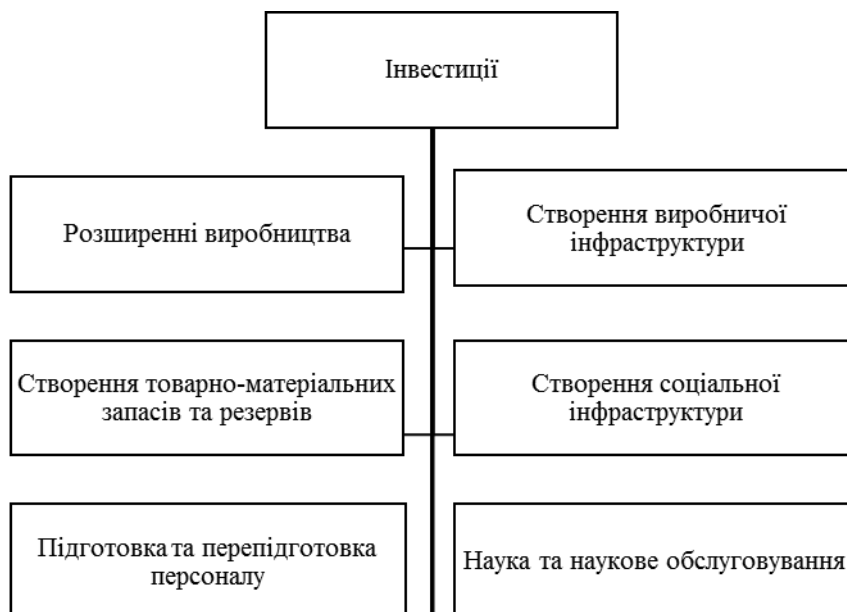 Інвестиції
Розширенні виробництва
Створення виробничої
інфраструктури
Створення товарно-матеріальних
запасів та резервів
Створення соціальної
інфраструктури
Підготовка та перепідготовка
персоналу
Наука та наукове обслуговування